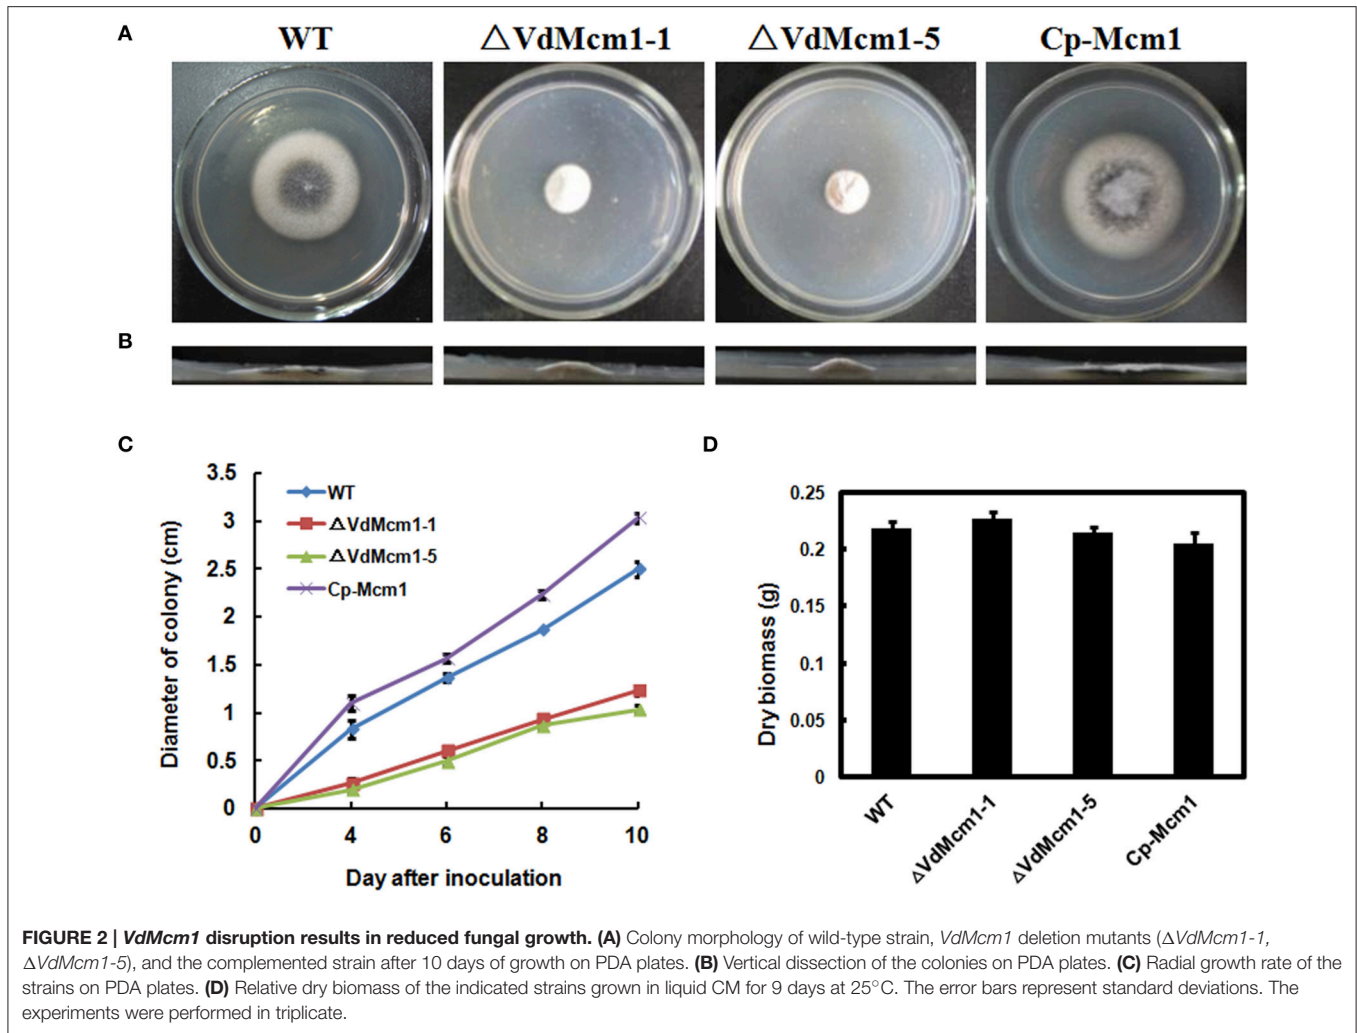 A
WT
△VdMcm1-1
△VdMcm1-5
Cp-Mcm1
B
C
3.5
3
2.5
2
1.5
1
0.5
0
Diameter of colony (cm)
WT
△VdMcm1-1
△VdMcm1-5
Cp-Mcm1
0 4 6 8 10
Day after inoculation
D
0.25
0.2
0.15
0.1
0.05
0
Dry biomass (g)
WT
ΔVdMcm1-1
ΔVdMcm1-5
Cp-Mcm1
FIGURE 2 | VdMcm1 disruption results in reduced fungal growth. (A) Colony morphology of wild-type strain, VdMcm1 deletion mutants (ΔVdMcm1-1,
ΔVdMcm1-5), and the complemented strain after 10 days of growth on PDA plates. (B) Vertical dissection of the colonies on PDA plates. (C) Radial growth rate of the
strains on PDA plates. (D) Relative dry biomass of the indicated strains grown in liquid CM for 9 days at 25°C. The error bars represent standard deviations. The
experiments were performed in triplicate.